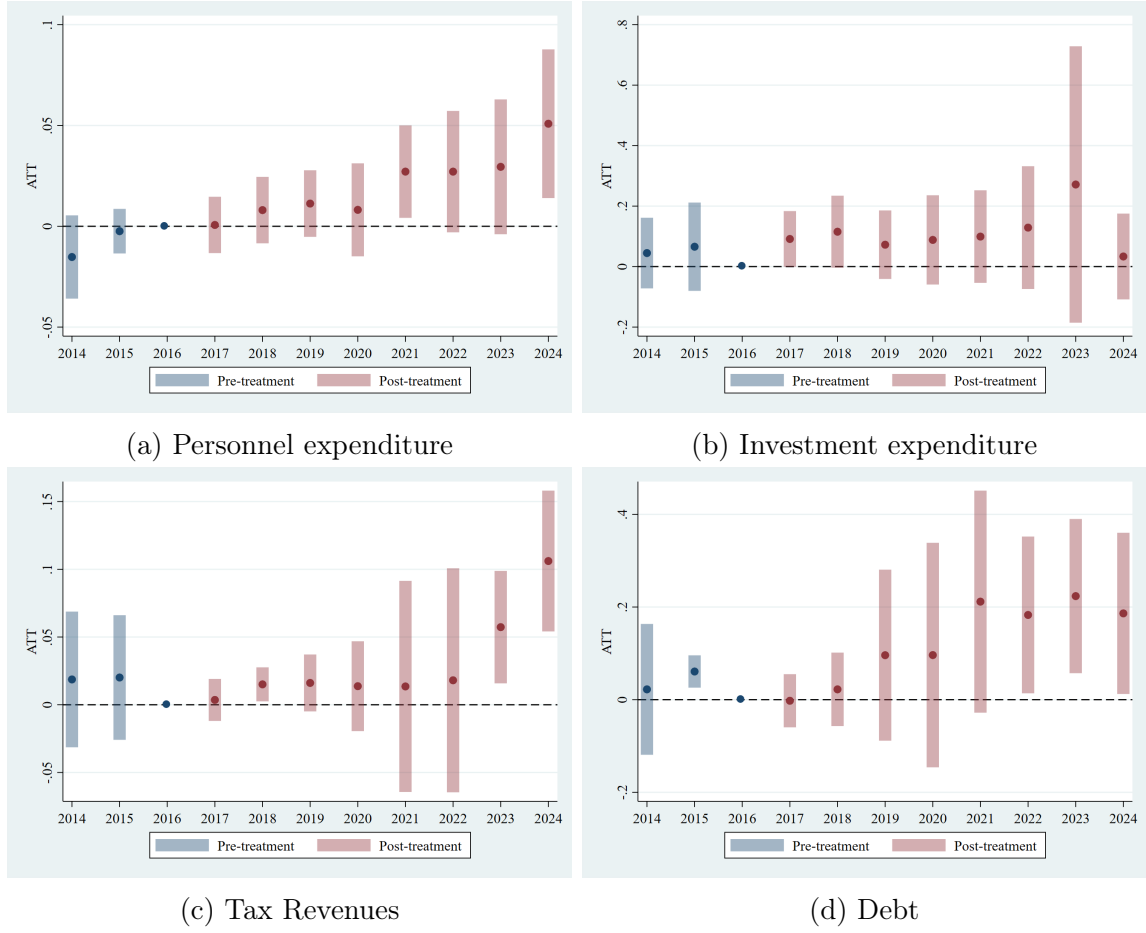 ATT
.1
.05
0
-.05
2014 2015 2016 2017 2018 2019 2020 2021 2022 2023 2024
Pre-treatment Post-treatment
(a) Personnel expenditure
ATT
.8
.6
.4
.2
0
-.2
2014 2015 2016 2017 2018 2019 2020 2021 2022 2023 2024
Pre-treatment Post-treatment
(b) Investment expenditure
ATT
.15
.1
.05
0
-.05
2014 2015 2016 2017 2018 2019 2020 2021 2022 2023 2024
Pre-treatment Post-treatment
(c) Tax Revenues
ATT
.4
.2
0
-.2
2014 2015 2016 2017 2018 2019 2020 2021 2022 2023 2024
Pre-treatment Post-treatment
(d) Debt